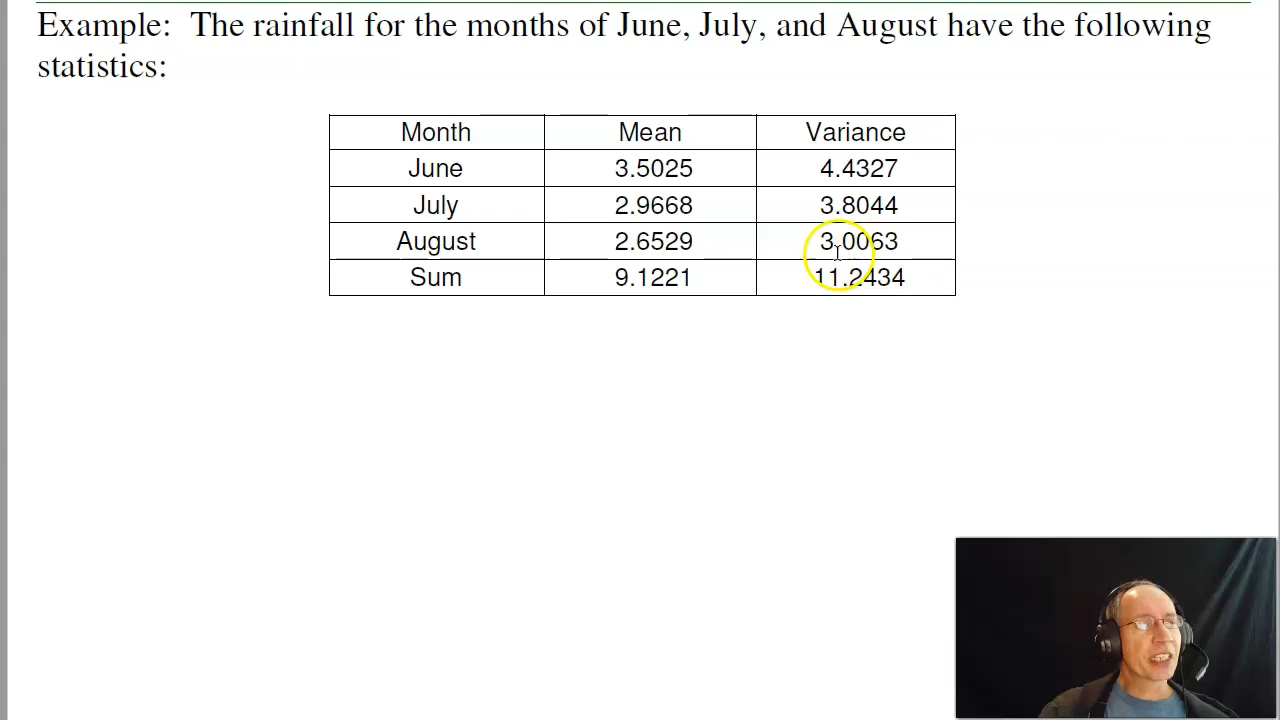 Example: The rainfall for the months of June, July, and August have the following
statistics:
Month Mean Variance
June 3.5025 4.4327
July 2.9668 3.8044
August 2.6529 3.0063
Sum 9.1221 11.2434